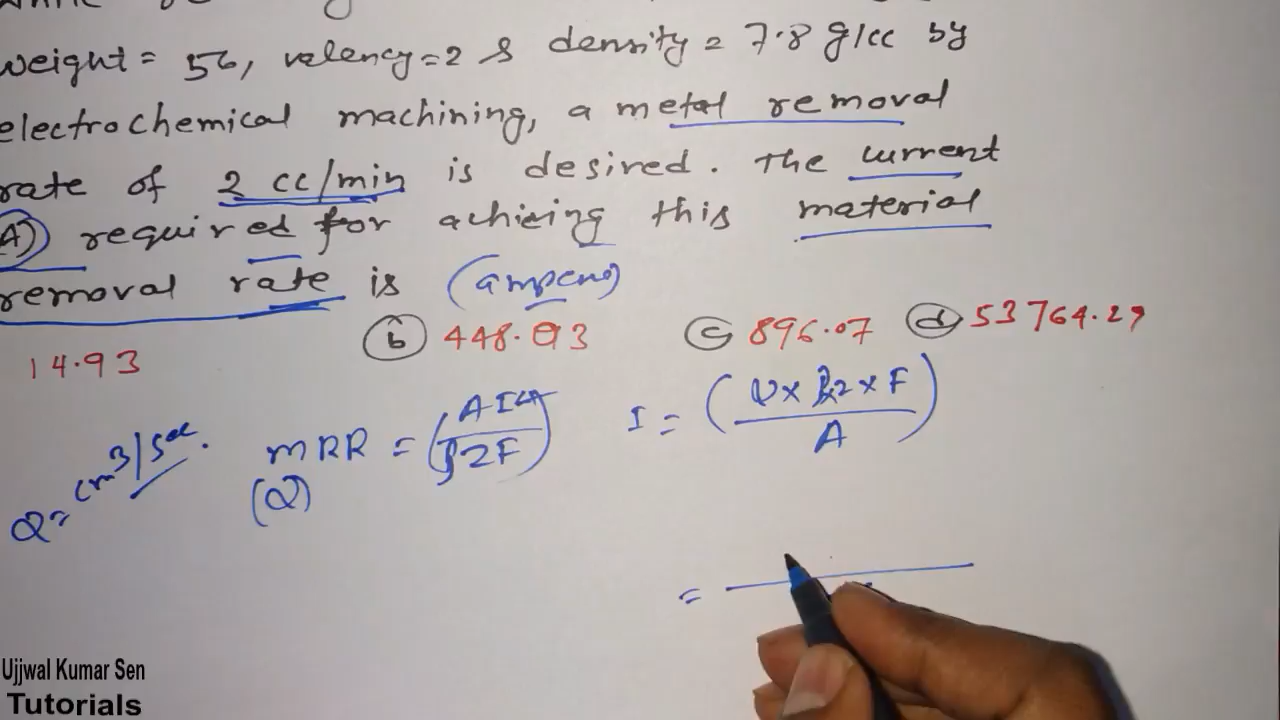 weight = 56, valency = 2 & density = 7.8 g/cc by
electrochemical machining, a metal removal
rate of 2 cc/min is desired. The current
(A) required for achieving this material
removal rate is (ampere)
14.93 (b) 448.03 (c) 896.07 (d) 53764.29
Q = cm³/sec.
MRR = (AI / ρZF)
(Q)
I = (Q × ρ × Z × F / A)
=
Ujjwal Kumar Sen
Tutorials